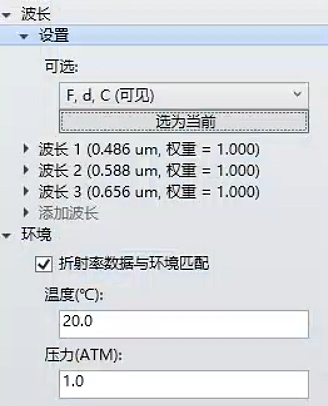 波长
设置
可选:
F, d, C (可见)
选为当前
波长 1 (0.486 um, 权重 = 1.000)
波长 2 (0.588 um, 权重 = 1.000)
波长 3 (0.656 um, 权重 = 1.000)
添加波长
环境
折射率数据与环境匹配
温度(℃):
20.0
压力(ATM):
1.0